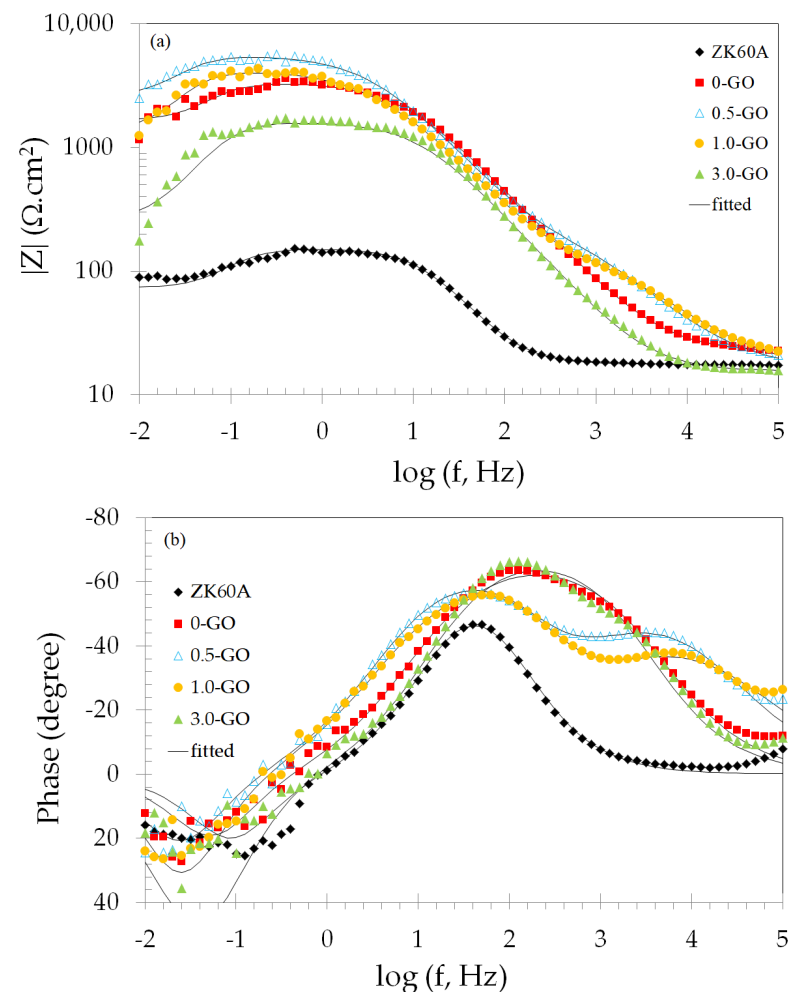 10,000
(a)
ZK60A
0-GO
1000
0.5-GO
1.0-GO
3.0-GO
fitted
|Z| (Ω.cm²)
100
10
-2 -1 0 1 2 3 4 5
log (f, Hz)
-80
(b)
ZK60A
-60
0-GO
0.5-GO
-40
1.0-GO
3.0-GO
-20
fitted
Phase (degree)
0
20
40
-2 -1 0 1 2 3 4 5
log (f, Hz)